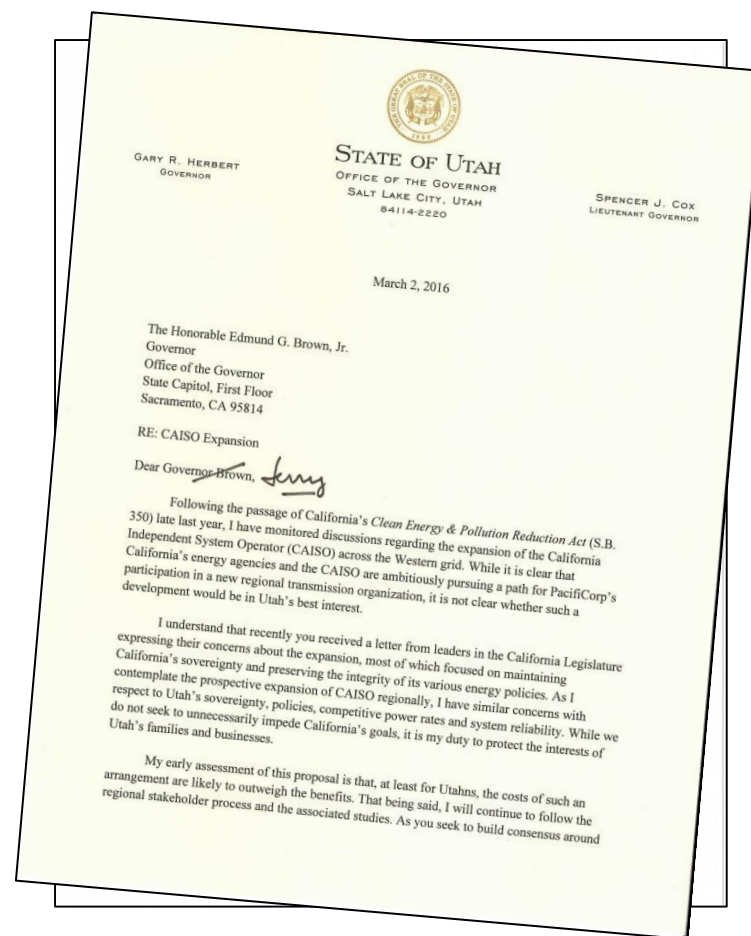 THE GREAT SEAL OF THE STATE OF UTAH
1896
GARY R. HERBERT
GOVERNOR
STATE OF UTAH
OFFICE OF THE GOVERNOR
SALT LAKE CITY, UTAH
84114-2220
SPENCER J. COX
LIEUTENANT GOVERNOR
March 2, 2016
The Honorable Edmund G. Brown, Jr.
Governor
Office of the Governor
State Capitol, First Floor
Sacramento, CA 95814
RE: CAISO Expansion
Dear Governor Brown, Jerry
Following the passage of California's Clean Energy & Pollution Reduction Act (S.B.
350) late last year, I have monitored discussions regarding the expansion of the California
Independent System Operator (CAISO) across the Western grid. While it is clear that
California's energy agencies and the CAISO are ambitiously pursuing a path for PacifiCorp's
participation in a new regional transmission organization, it is not clear whether such a
development would be in Utah's best interest.
I understand that recently you received a letter from leaders in the California Legislature
expressing their concerns about the expansion, most of which focused on maintaining
California's sovereignty and preserving the integrity of its various energy policies. As I
contemplate the prospective expansion of CAISO regionally, I have similar concerns with
respect to Utah's sovereignty, policies, competitive power rates and system reliability. While we
do not seek to unnecessarily impede California's goals, it is my duty to protect the interests of
Utah's families and businesses.
My early assessment of this proposal is that, at least for Utahns, the costs of such an
arrangement are likely to outweigh the benefits. That being said, I will continue to follow the
regional stakeholder process and the associated studies. As you seek to build consensus around